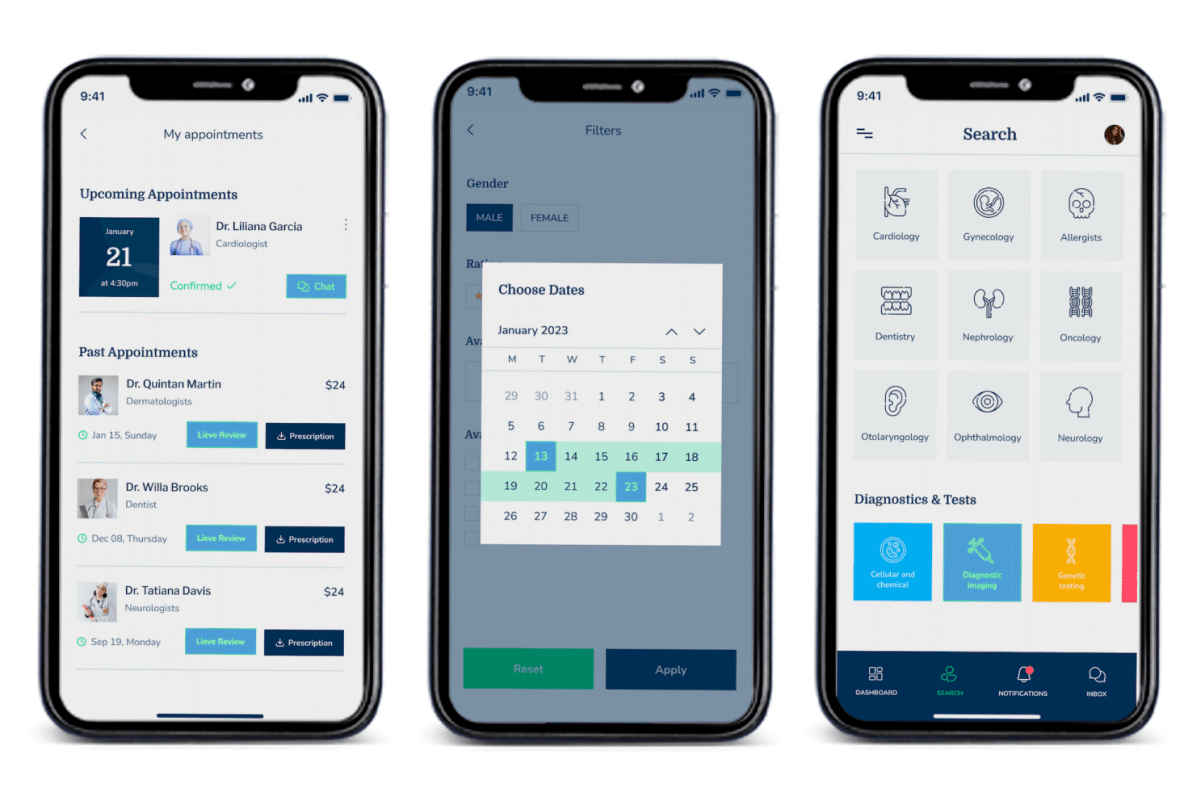 9:41
My appointments
Upcoming Appointments
January
21
at 4:30pm
Dr. Liliana Garcia
Cardiologist
Confirmed
Chat
Past Appointments
Dr. Quintan Martin
$24
Dermatologists
Jan 15, Sunday
Lieve Review
Prescription
Dr. Willa Brooks
$24
Dentist
Dec 08, Thursday
Lieve Review
Prescription
Dr. Tatiana Davis
$24
Neurologists
Sep 19, Monday
Lieve Review
Prescription
9:41
Filters
Gender
MALE FEMALE
Choose Dates
January 2023
M T W T F S S
29 30 31 1 2 3 4
5 6 7 8 9 10 11
12 13 14 15 16 17 18
19 20 21 22 23 24 25
26 27 28 29 30 1 2
Reset
Apply
9:41
Search
Cardiology
Gynecology
Allergists
Dentistry
Nephrology
Oncology
Otolaryngology
Ophthalmology
Neurology
Diagnostics & Tests
Cellular and
chemical
Diagnostic
imaging
Genetic
testing
DASHBOARD
SEARCH
NOTIFICATIONS
INBOX